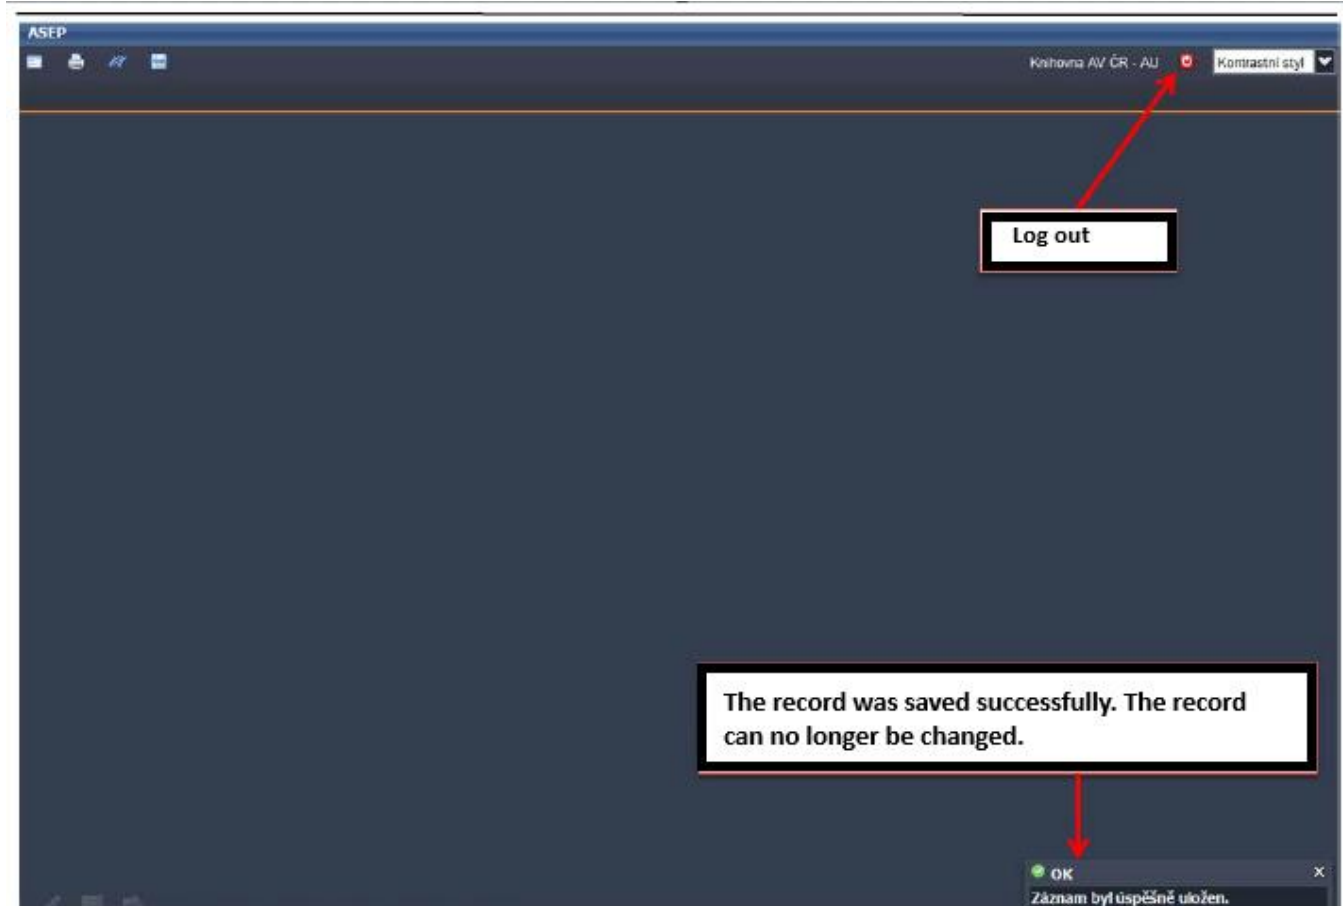 ASEP
Knihovna AV ČR - AU
Kontrastní styl
Log out
The record was saved successfully. The record
can no longer be changed.
OK
Záznam byl úspěšně uložen.